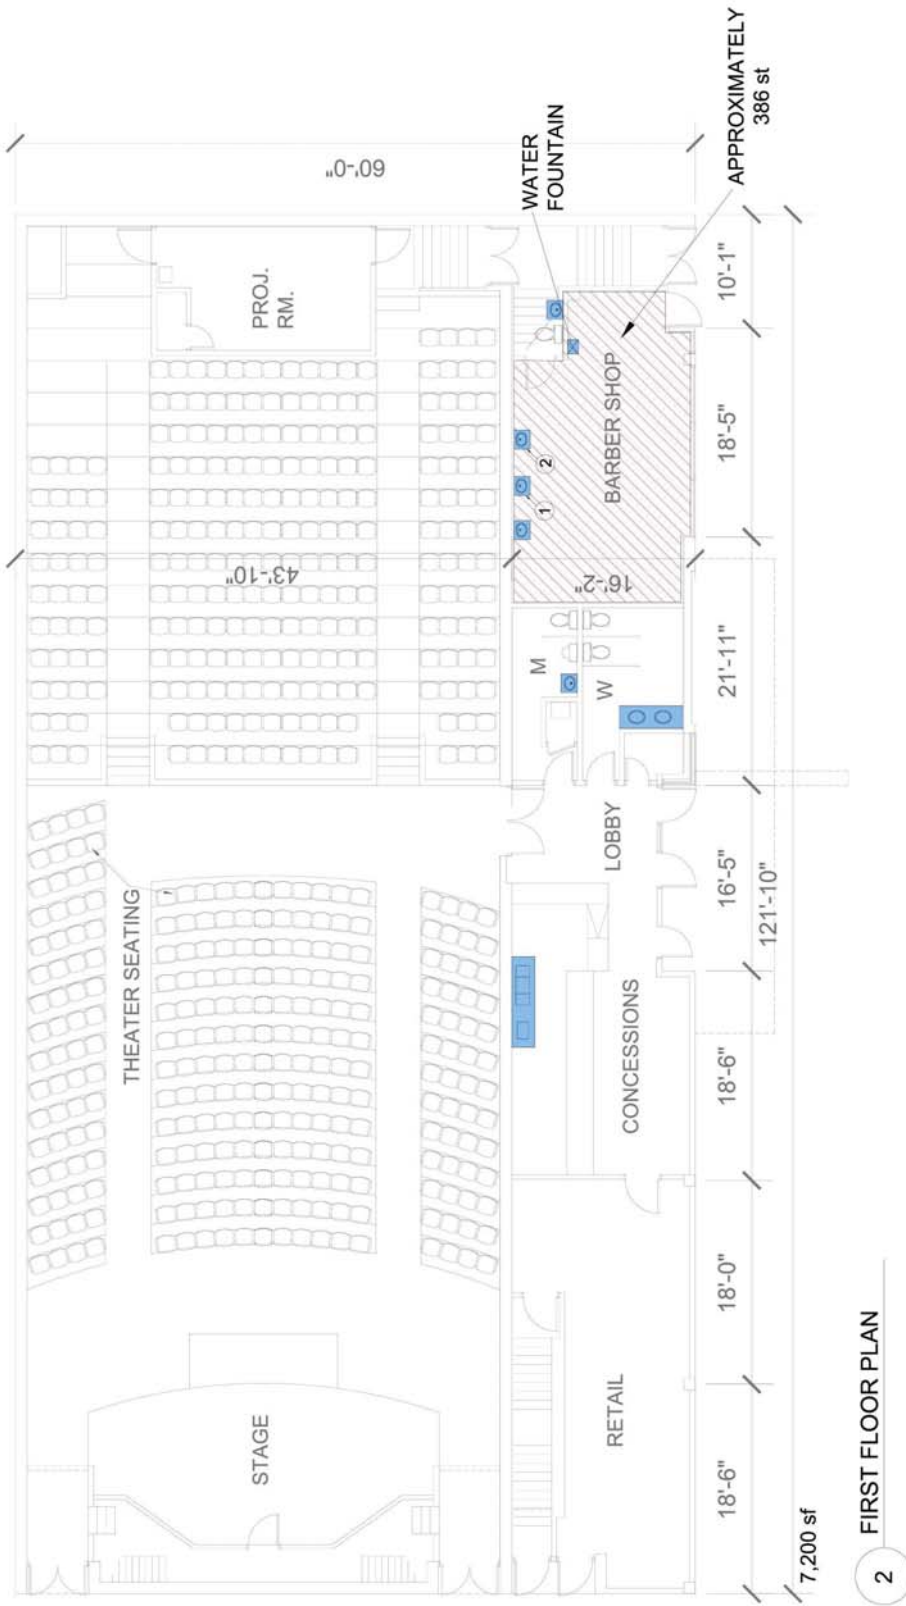 60'-0"
PROJ.
RM.
WATER
FOUNTAIN
APPROXIMATELY
386 st
10'-1"
BARBER SHOP
18'-5"
2
1
43'-10"
16'-2"
M
W
21'-11"
THEATER SEATING
LOBBY
16'-5"
121'-10"
CONCESSIONS
18'-6"
18'-0"
STAGE
RETAIL
18'-6"
7,200 sf
2
FIRST FLOOR PLAN